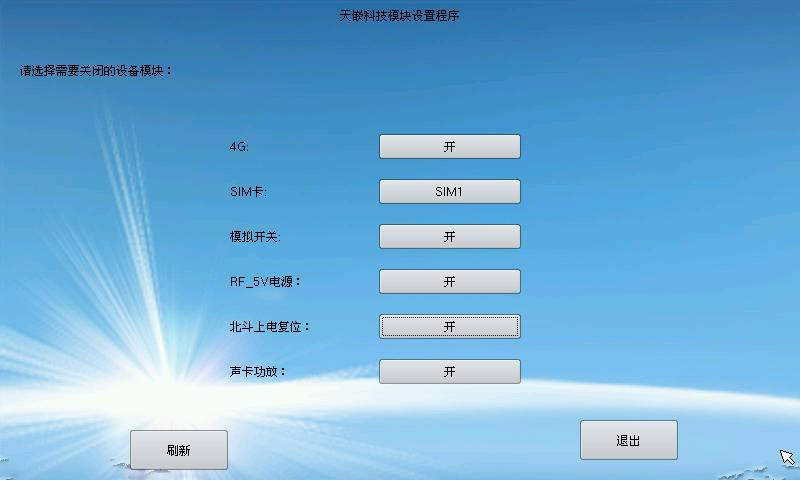 天嵌科技模块设置程序
请选择需要关闭的设备模块：
4G: 开
SIM卡: SIM1
模拟开关: 开
RF_5V电源： 开
北斗上电复位： 开
声卡功放： 开
刷新 退出